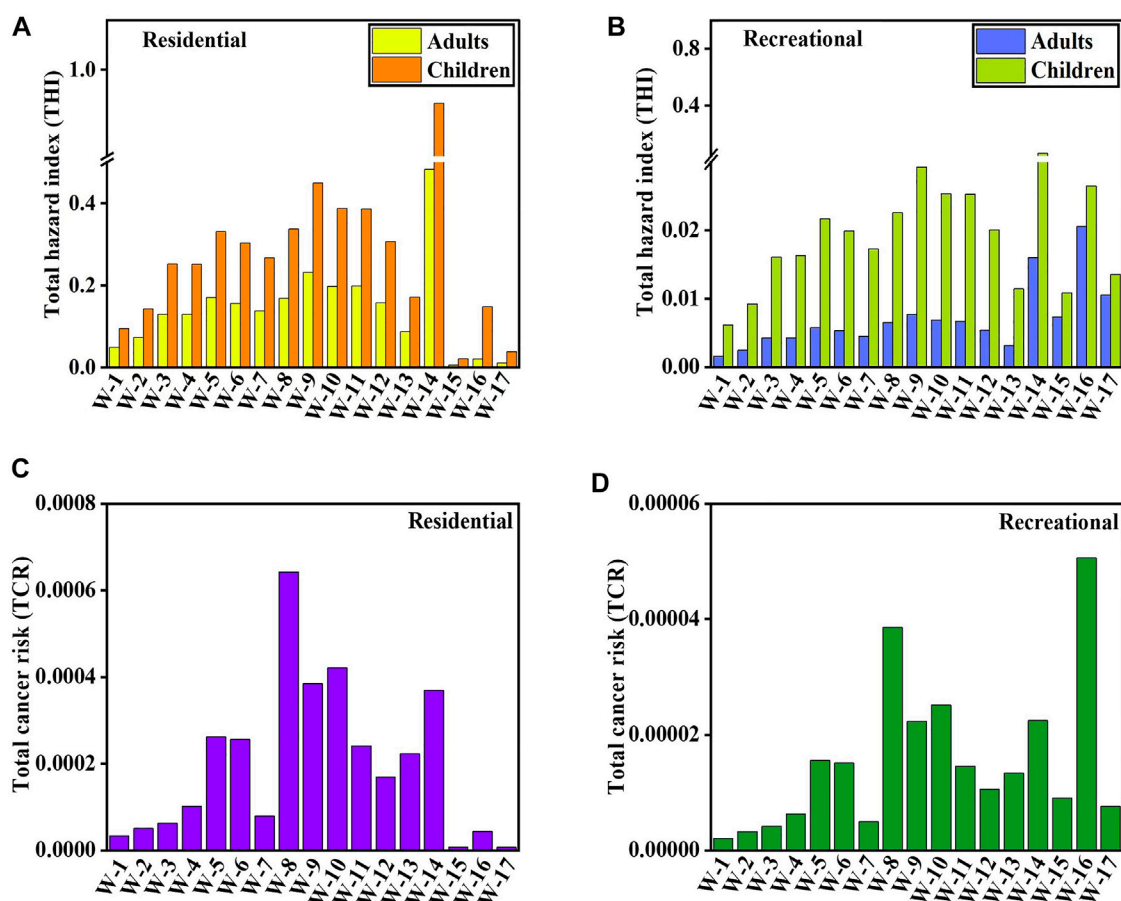 A
Residential
Adults
Children
Total hazard index (THI)
1.0
0.4
0.2
0.0
W-1
W-2
W-3
W-4
W-5
W-6
W-7
W-8
W-9
W-10
W-11
W-12
W-13
W-14
W-15
W-16
W-17
B
Recreational
Adults
Children
Total hazard index (THI)
0.8
0.4
0.02
0.01
0.00
W-1
W-2
W-3
W-4
W-5
W-6
W-7
W-8
W-9
W-10
W-11
W-12
W-13
W-14
W-15
W-16
W-17
C
Residential
Total cancer risk (TCR)
0.0008
0.0006
0.0004
0.0002
0.0000
W-1
W-2
W-3
W-4
W-5
W-6
W-7
W-8
W-9
W-10
W-11
W-12
W-13
W-14
W-15
W-16
W-17
D
Recreational
Total cancer risk (TCR)
0.00006
0.00004
0.00002
0.00000
W-1
W-2
W-3
W-4
W-5
W-6
W-7
W-8
W-9
W-10
W-11
W-12
W-13
W-14
W-15
W-16
W-17